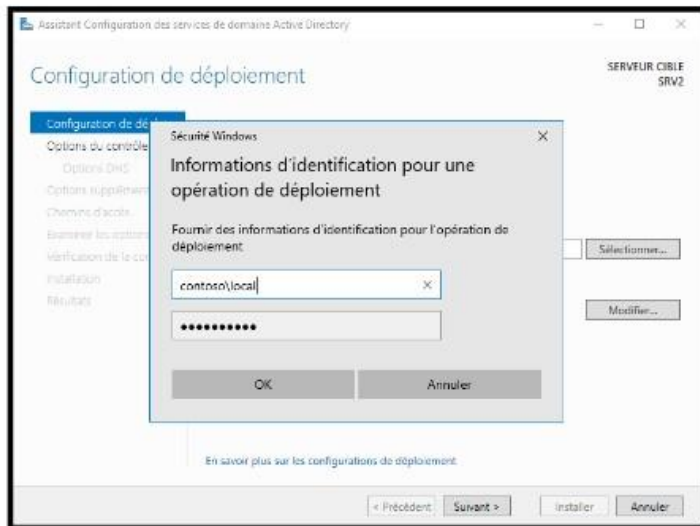 Assistant Configuration des services de domaine Active Directory
Configuration de déploiement
SERVEUR CIBLE
SRV2
Configuration de dé
Options du contrôle
Options DNS
Options supplément
Chemins d'accès
Examiner les options
Vérification de la con
Installation
Résultats
Sécurité Windows
Informations d'identification pour une
opération de déploiement
Fournir des informations d'identification pour l'opération de
déploiement
contoso\local
●●●●●●●●●●
OK
Annuler
Sélectionner...
Modifier...
En savoir plus sur les configurations de déploiement
< Précédent
Suivant >
Installer
Annuler